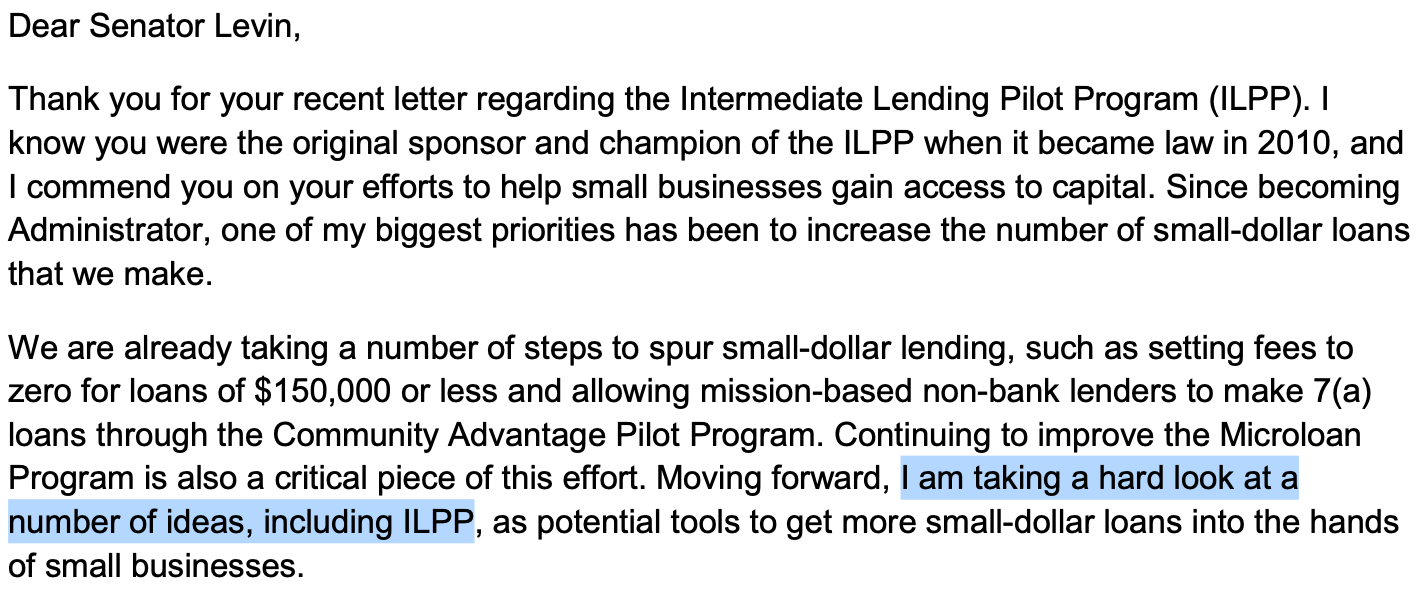 Dear Senator Levin,
Thank you for your recent letter regarding the Intermediate Lending Pilot Program (ILPP). I
know you were the original sponsor and champion of the ILPP when it became law in 2010, and
I commend you on your efforts to help small businesses gain access to capital. Since becoming
Administrator, one of my biggest priorities has been to increase the number of small-dollar loans
that we make.
We are already taking a number of steps to spur small-dollar lending, such as setting fees to
zero for loans of $150,000 or less and allowing mission-based non-bank lenders to make 7(a)
loans through the Community Advantage Pilot Program. Continuing to improve the Microloan
Program is also a critical piece of this effort. Moving forward, I am taking a hard look at a
number of ideas, including ILPP, as potential tools to get more small-dollar loans into the hands
of small businesses.